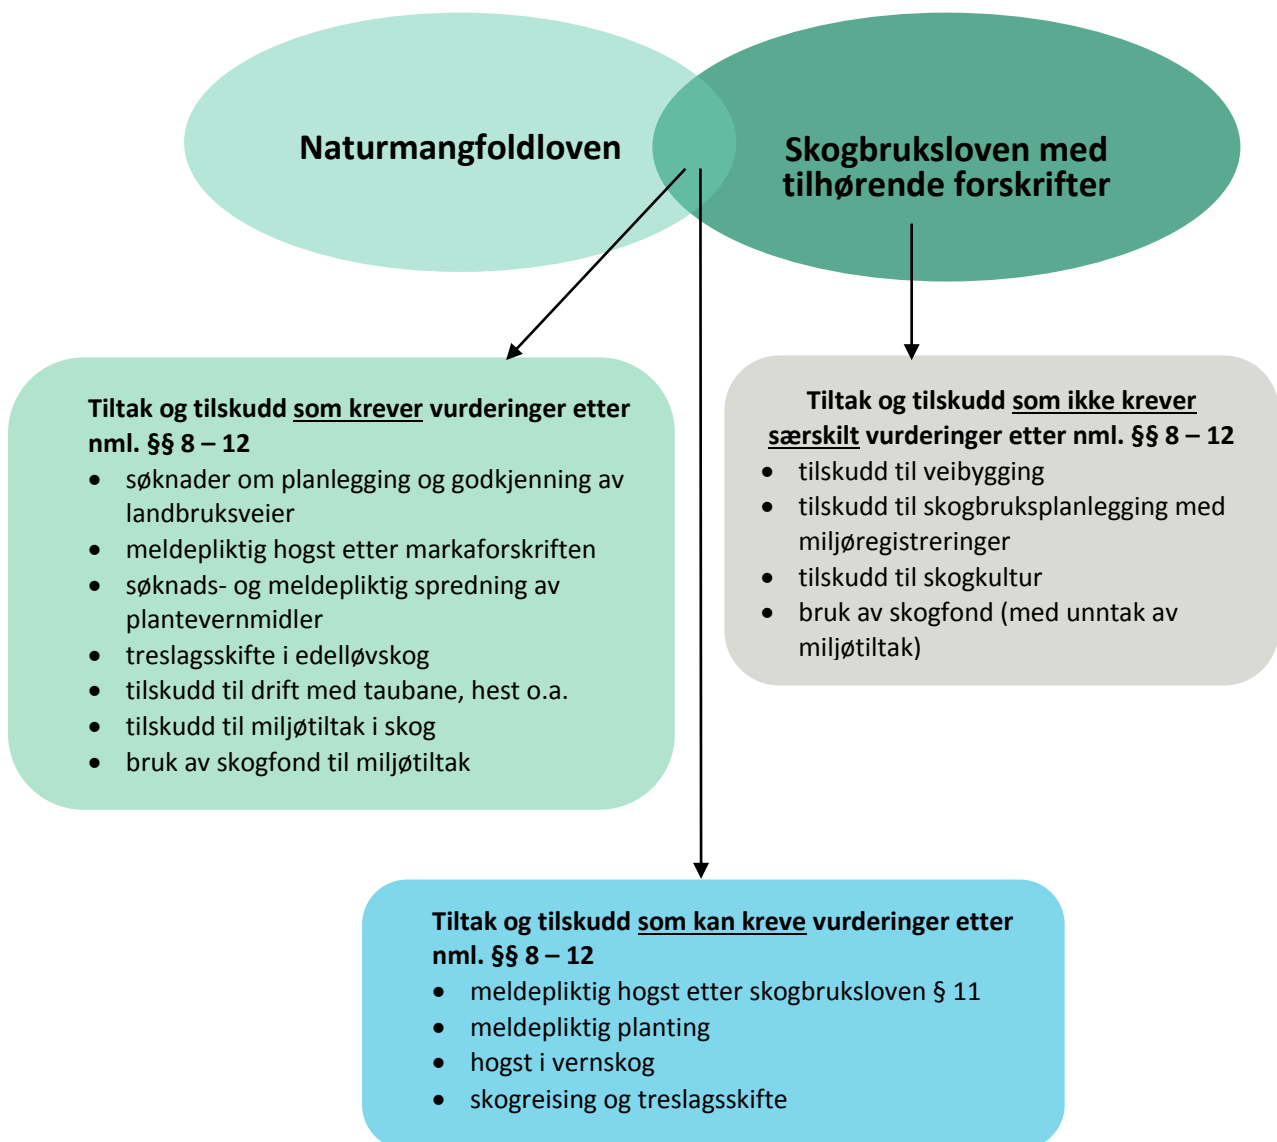 Naturmangfoldloven
Skogbruksloven med
tilhørende forskrifter
Tiltak og tilskudd som krever vurderinger etter
nml. §§ 8 – 12
• søknader om planlegging og godkjenning av
landbruksveier
• meldepliktig hogst etter markaforskriften
• søknads- og meldepliktig spredning av
plantevernmidler
• treslagsskifte i edelløvskog
• tilskudd til drift med taubane, hest o.a.
• tilskudd til miljøtiltak i skog
• bruk av skogfond til miljøtiltak
Tiltak og tilskudd som ikke krever
særskilt vurderinger etter nml. §§ 8 – 12
• tilskudd til veibygging
• tilskudd til skogbruksplanlegging med
miljøregistreringer
• tilskudd til skogkultur
• bruk av skogfond (med unntak av
miljøtiltak)
Tiltak og tilskudd som kan kreve vurderinger etter
nml. §§ 8 – 12
• meldepliktig hogst etter skogbruksloven § 11
• meldepliktig planting
• hogst i vernskog
• skogreising og treslagsskifte